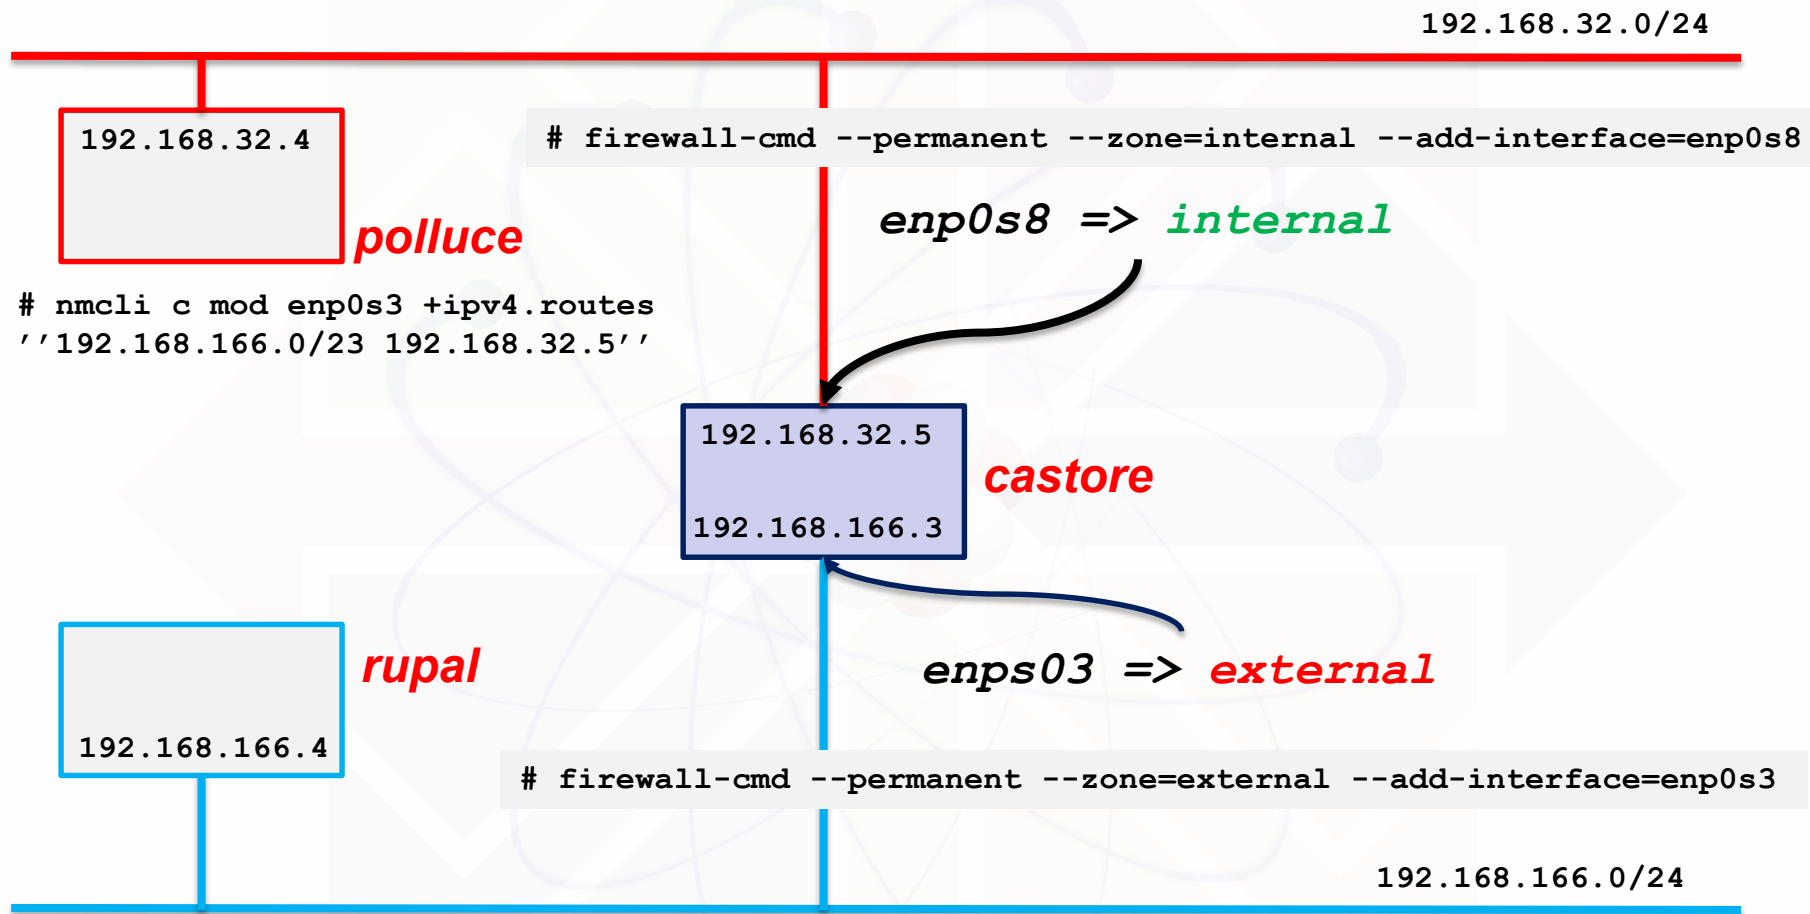 192.168.32.0/24
192.168.32.4
# firewall-cmd --permanent --zone=internal --add-interface=enp0s8
enp0s8 => internal
polluce
# nmcli c mod enp0s3 +ipv4.routes
’’192.168.166.0/23 192.168.32.5’’
192.168.32.5
castore
192.168.166.3
rupal
enps03 => external
192.168.166.4
# firewall-cmd --permanent --zone=external --add-interface=enp0s3
192.168.166.0/24